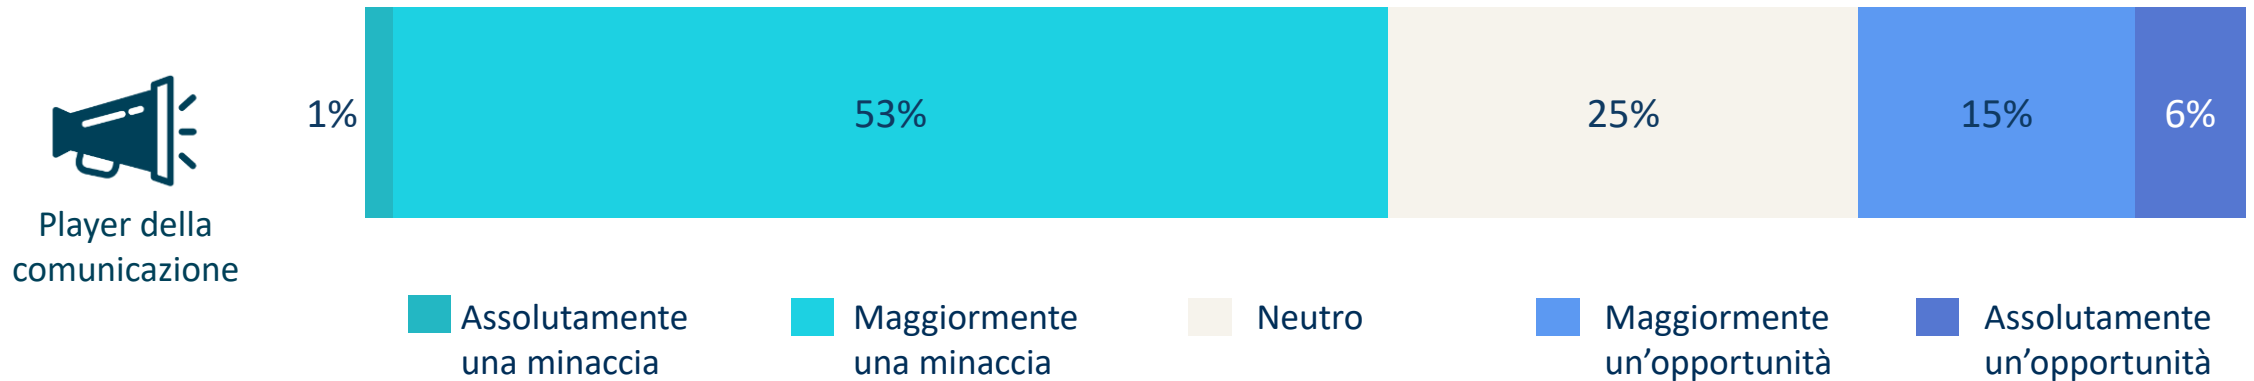 1%
53%
25%
15%
6%
Player della
comunicazione
Assolutamente
una minaccia
Maggiormente
una minaccia
Neutro
Maggiormente
un’opportunità
Assolutamente
un’opportunità